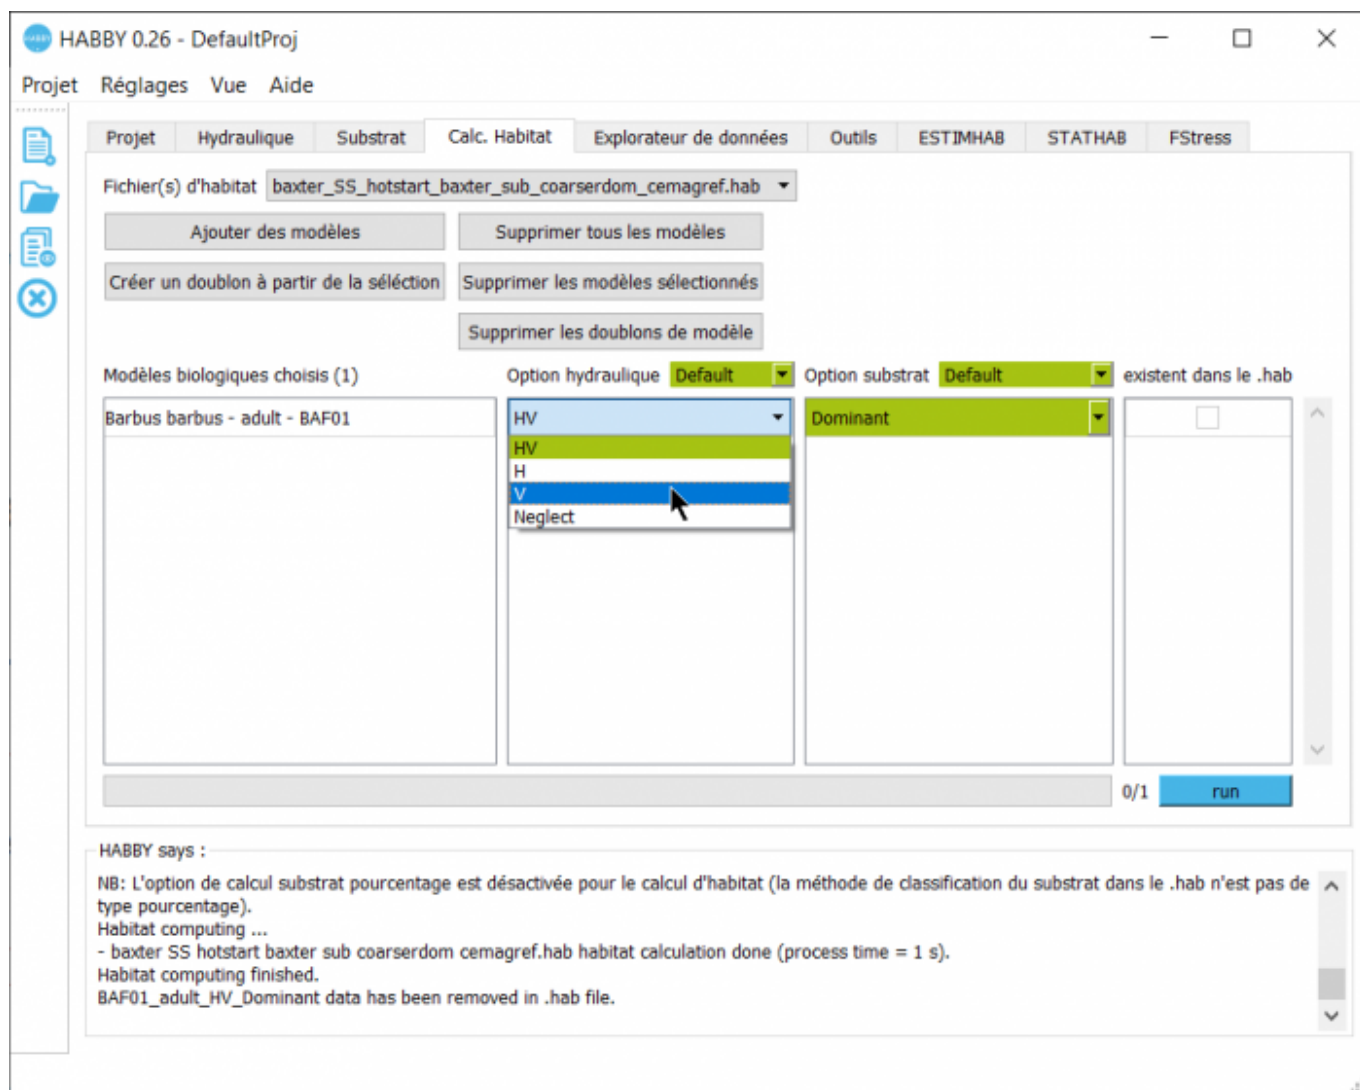 HABBY 0.26 - DefaultProj
Projet Réglages Vue Aide
Projet Hydraulique Substrat Calc. Habitat Explorateur de données Outils ESTIMHAB STATHAB FStress
Fichier(s) d'habitat baxter_SS_hotstart_baxter_sub_coarserdom_cemagref.hab
Ajouter des modèles Supprimer tous les modèles
Créer un doublon à partir de la séléction Supprimer les modèles sélectionnés
Supprimer les doublons de modèle
Modèles biologiques choisis (1) Option hydraulique Default Option substrat Default existent dans le .hab
Barbus barbus - adult - BAF01 HV Dominant
HV
H
V
Neglect
0/1 run
HABBY says :
NB: L'option de calcul substrat pourcentage est désactivée pour le calcul d'habitat (la méthode de classification du substrat dans le .hab n'est pas de
type pourcentage).
Habitat computing ...
- baxter SS hotstart baxter sub coarserdom cemagref.hab habitat calculation done (process time = 1 s).
Habitat computing finished.
BAF01_adult_HV_Dominant data has been removed in .hab file.